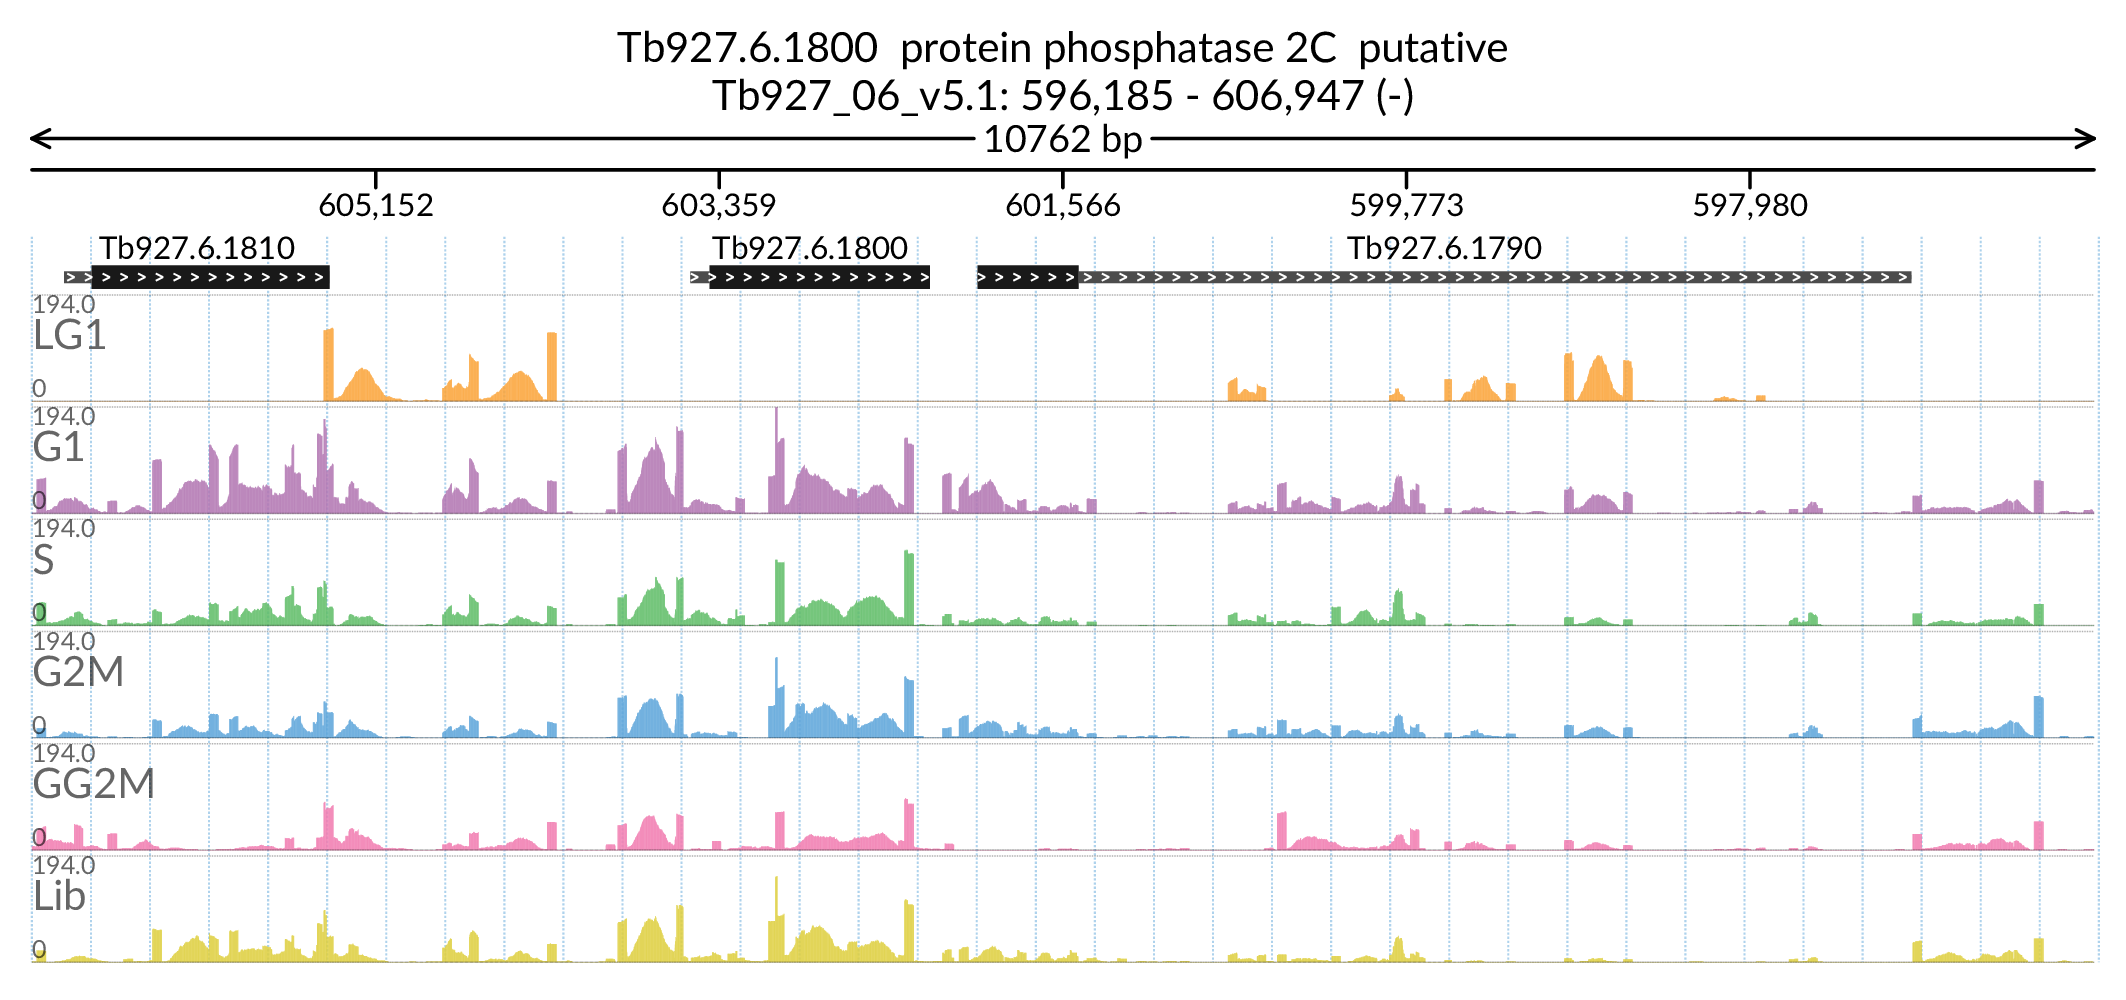 Tb927.6.1800 protein phosphatase 2C putative
Tb927_06_v5.1: 596,185 - 606,947 (-)
10762 bp
605,152 603,359 601,566 599,773 597,980
Tb927.6.1810 Tb927.6.1800 Tb927.6.1790
194.0
LG1
0
194.0
G1
0
194.0
S
0
194.0
G2M
0
194.0
GG2M
0
194.0
Lib
0